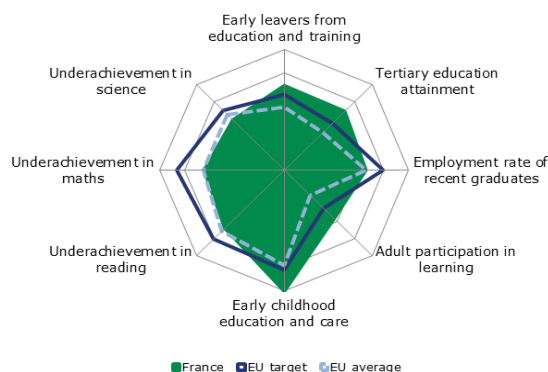 Early leavers from
education and training
Underachievement in
science
Tertiary education
attainment
Underachievement in
maths
Employment rate of
recent graduates
Underachievement in
reading
Adult participation in
learning
Early childhood
education and care
France EU target EU average